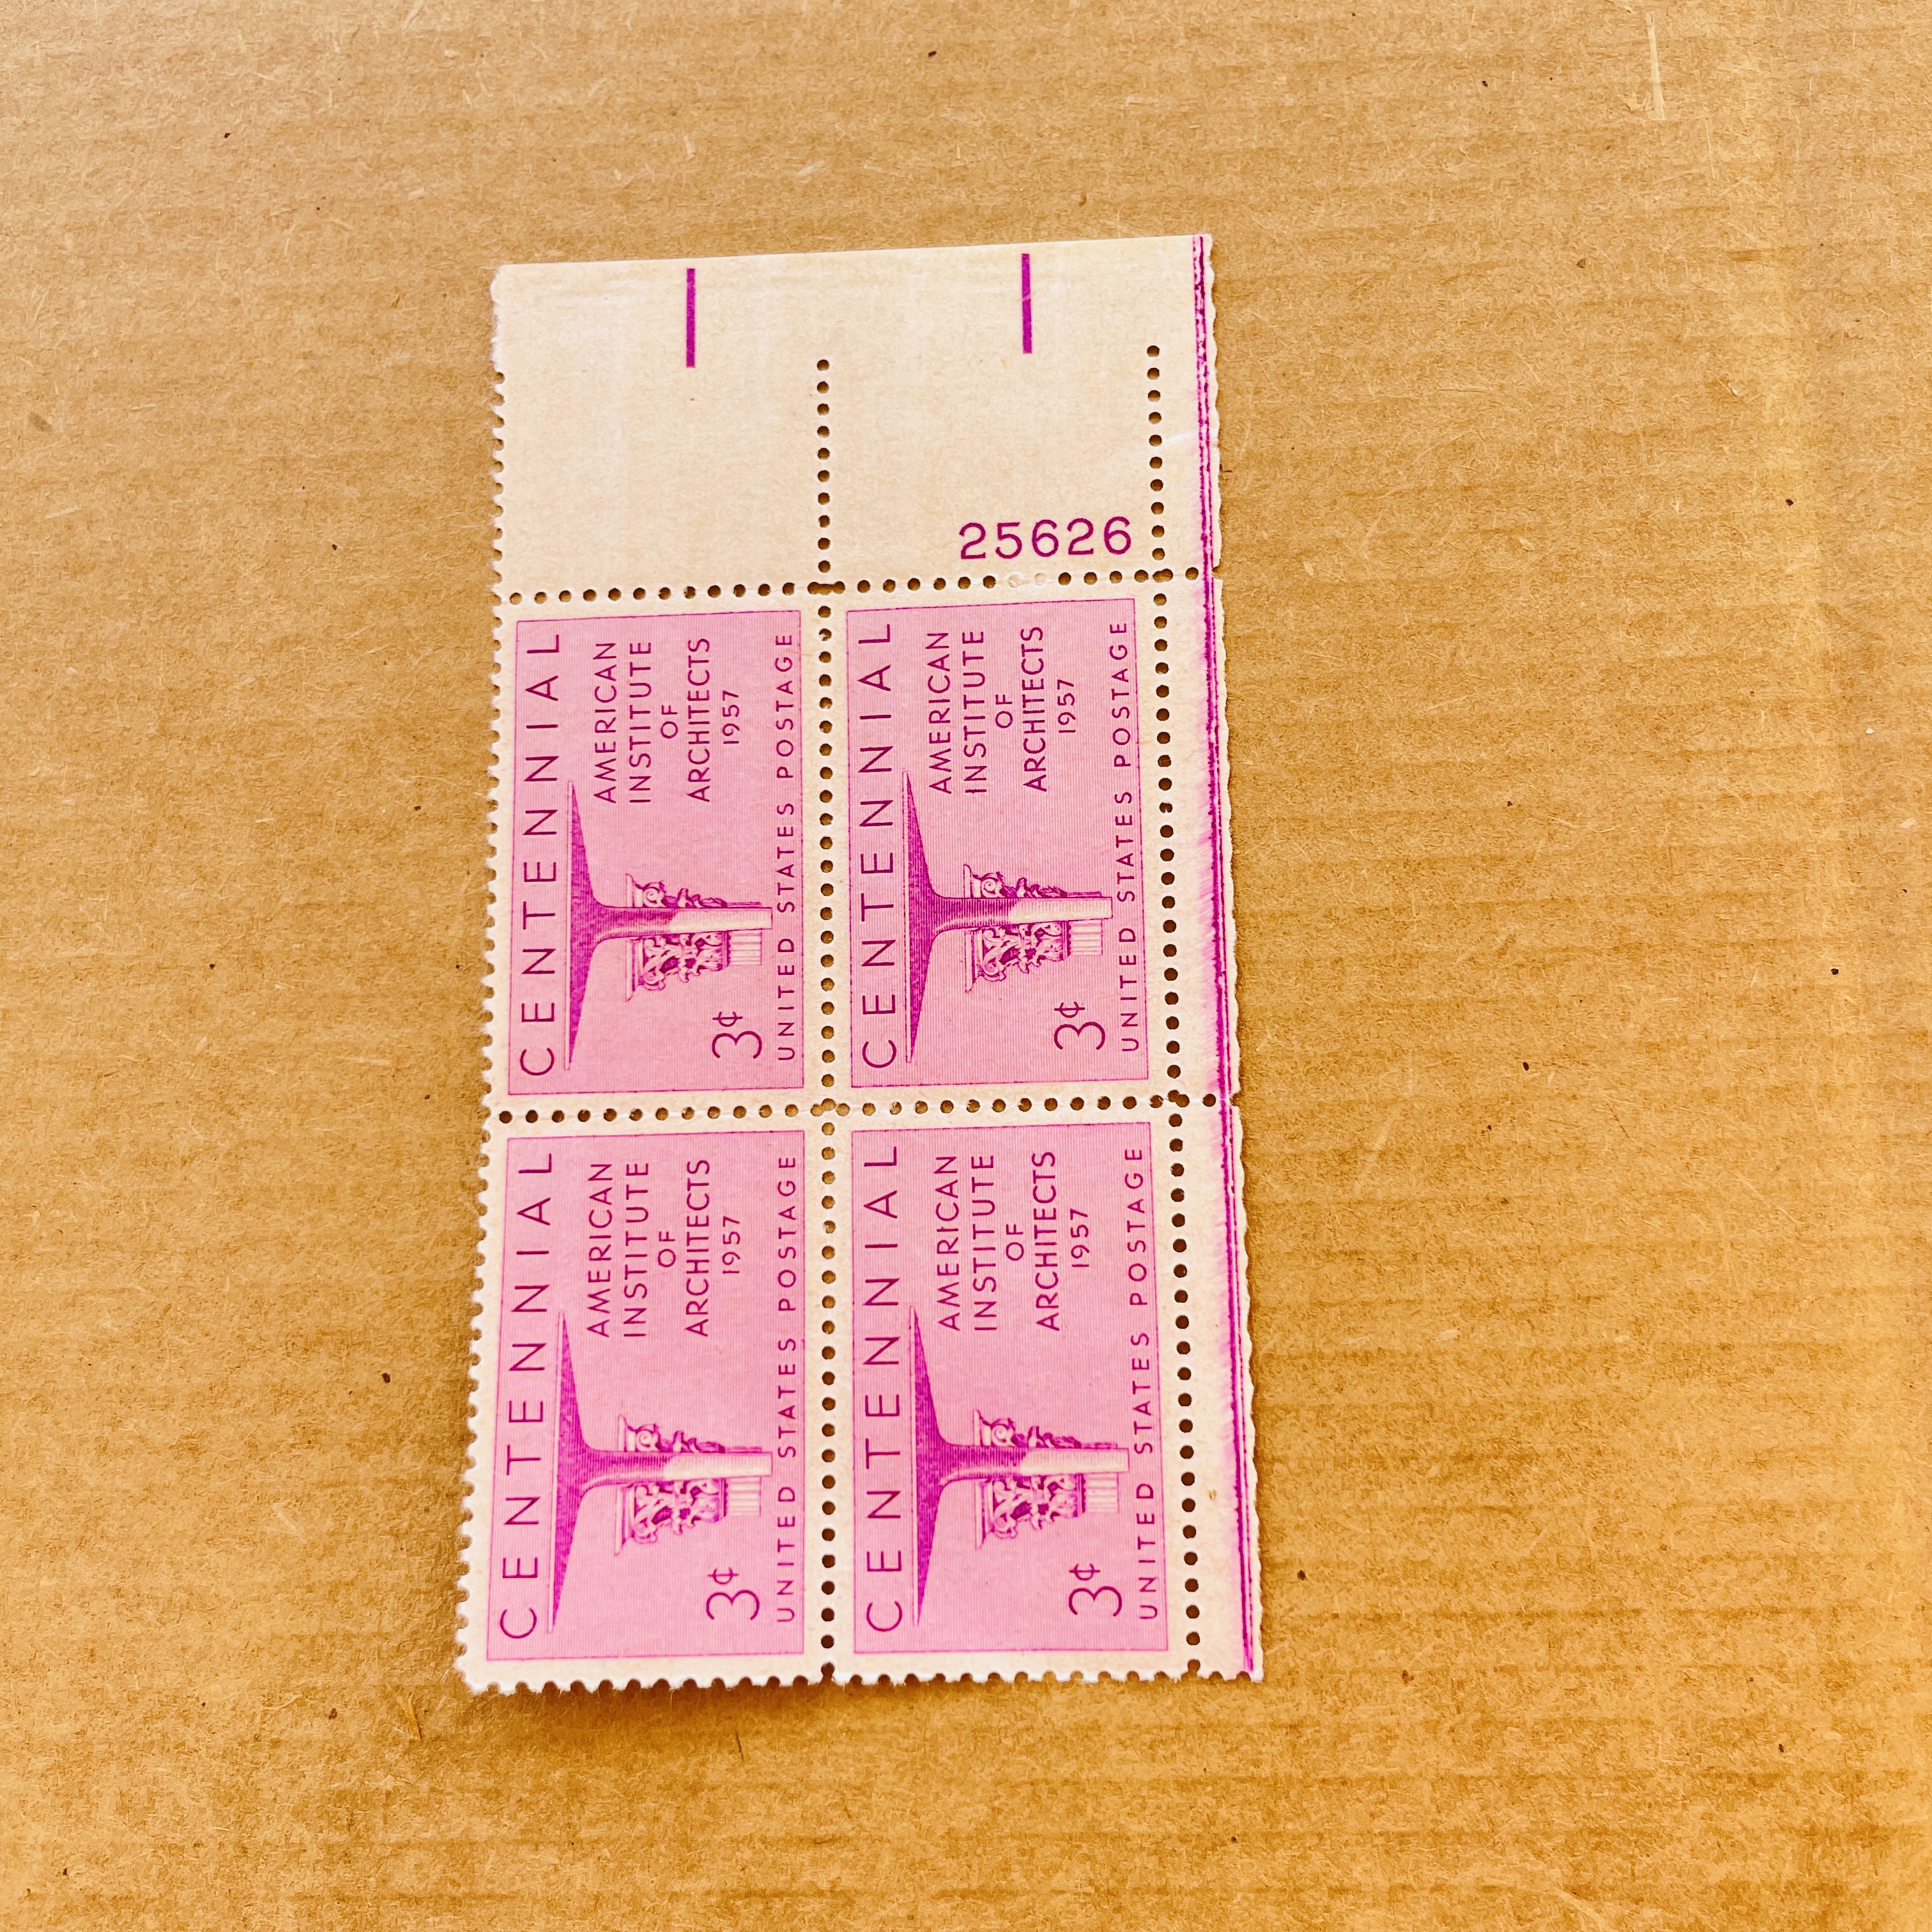 25626
CENTENNIAL
AMERICAN
INSTITUTE
OF
ARCHITECTS
1957
3¢
UNITED STATES POSTAGE
CENTENNIAL
AMERICAN
INSTITUTE
OF
ARCHITECTS
1957
3¢
UNITED STATES POSTAGE
CENTENNIAL
AMERICAN
INSTITUTE
OF
ARCHITECTS
1957
3¢
UNITED STATES POSTAGE
CENTENNIAL
AMERICAN
INSTITUTE
OF
ARCHITECTS
1957
3¢
UNITED STATES POSTAGE